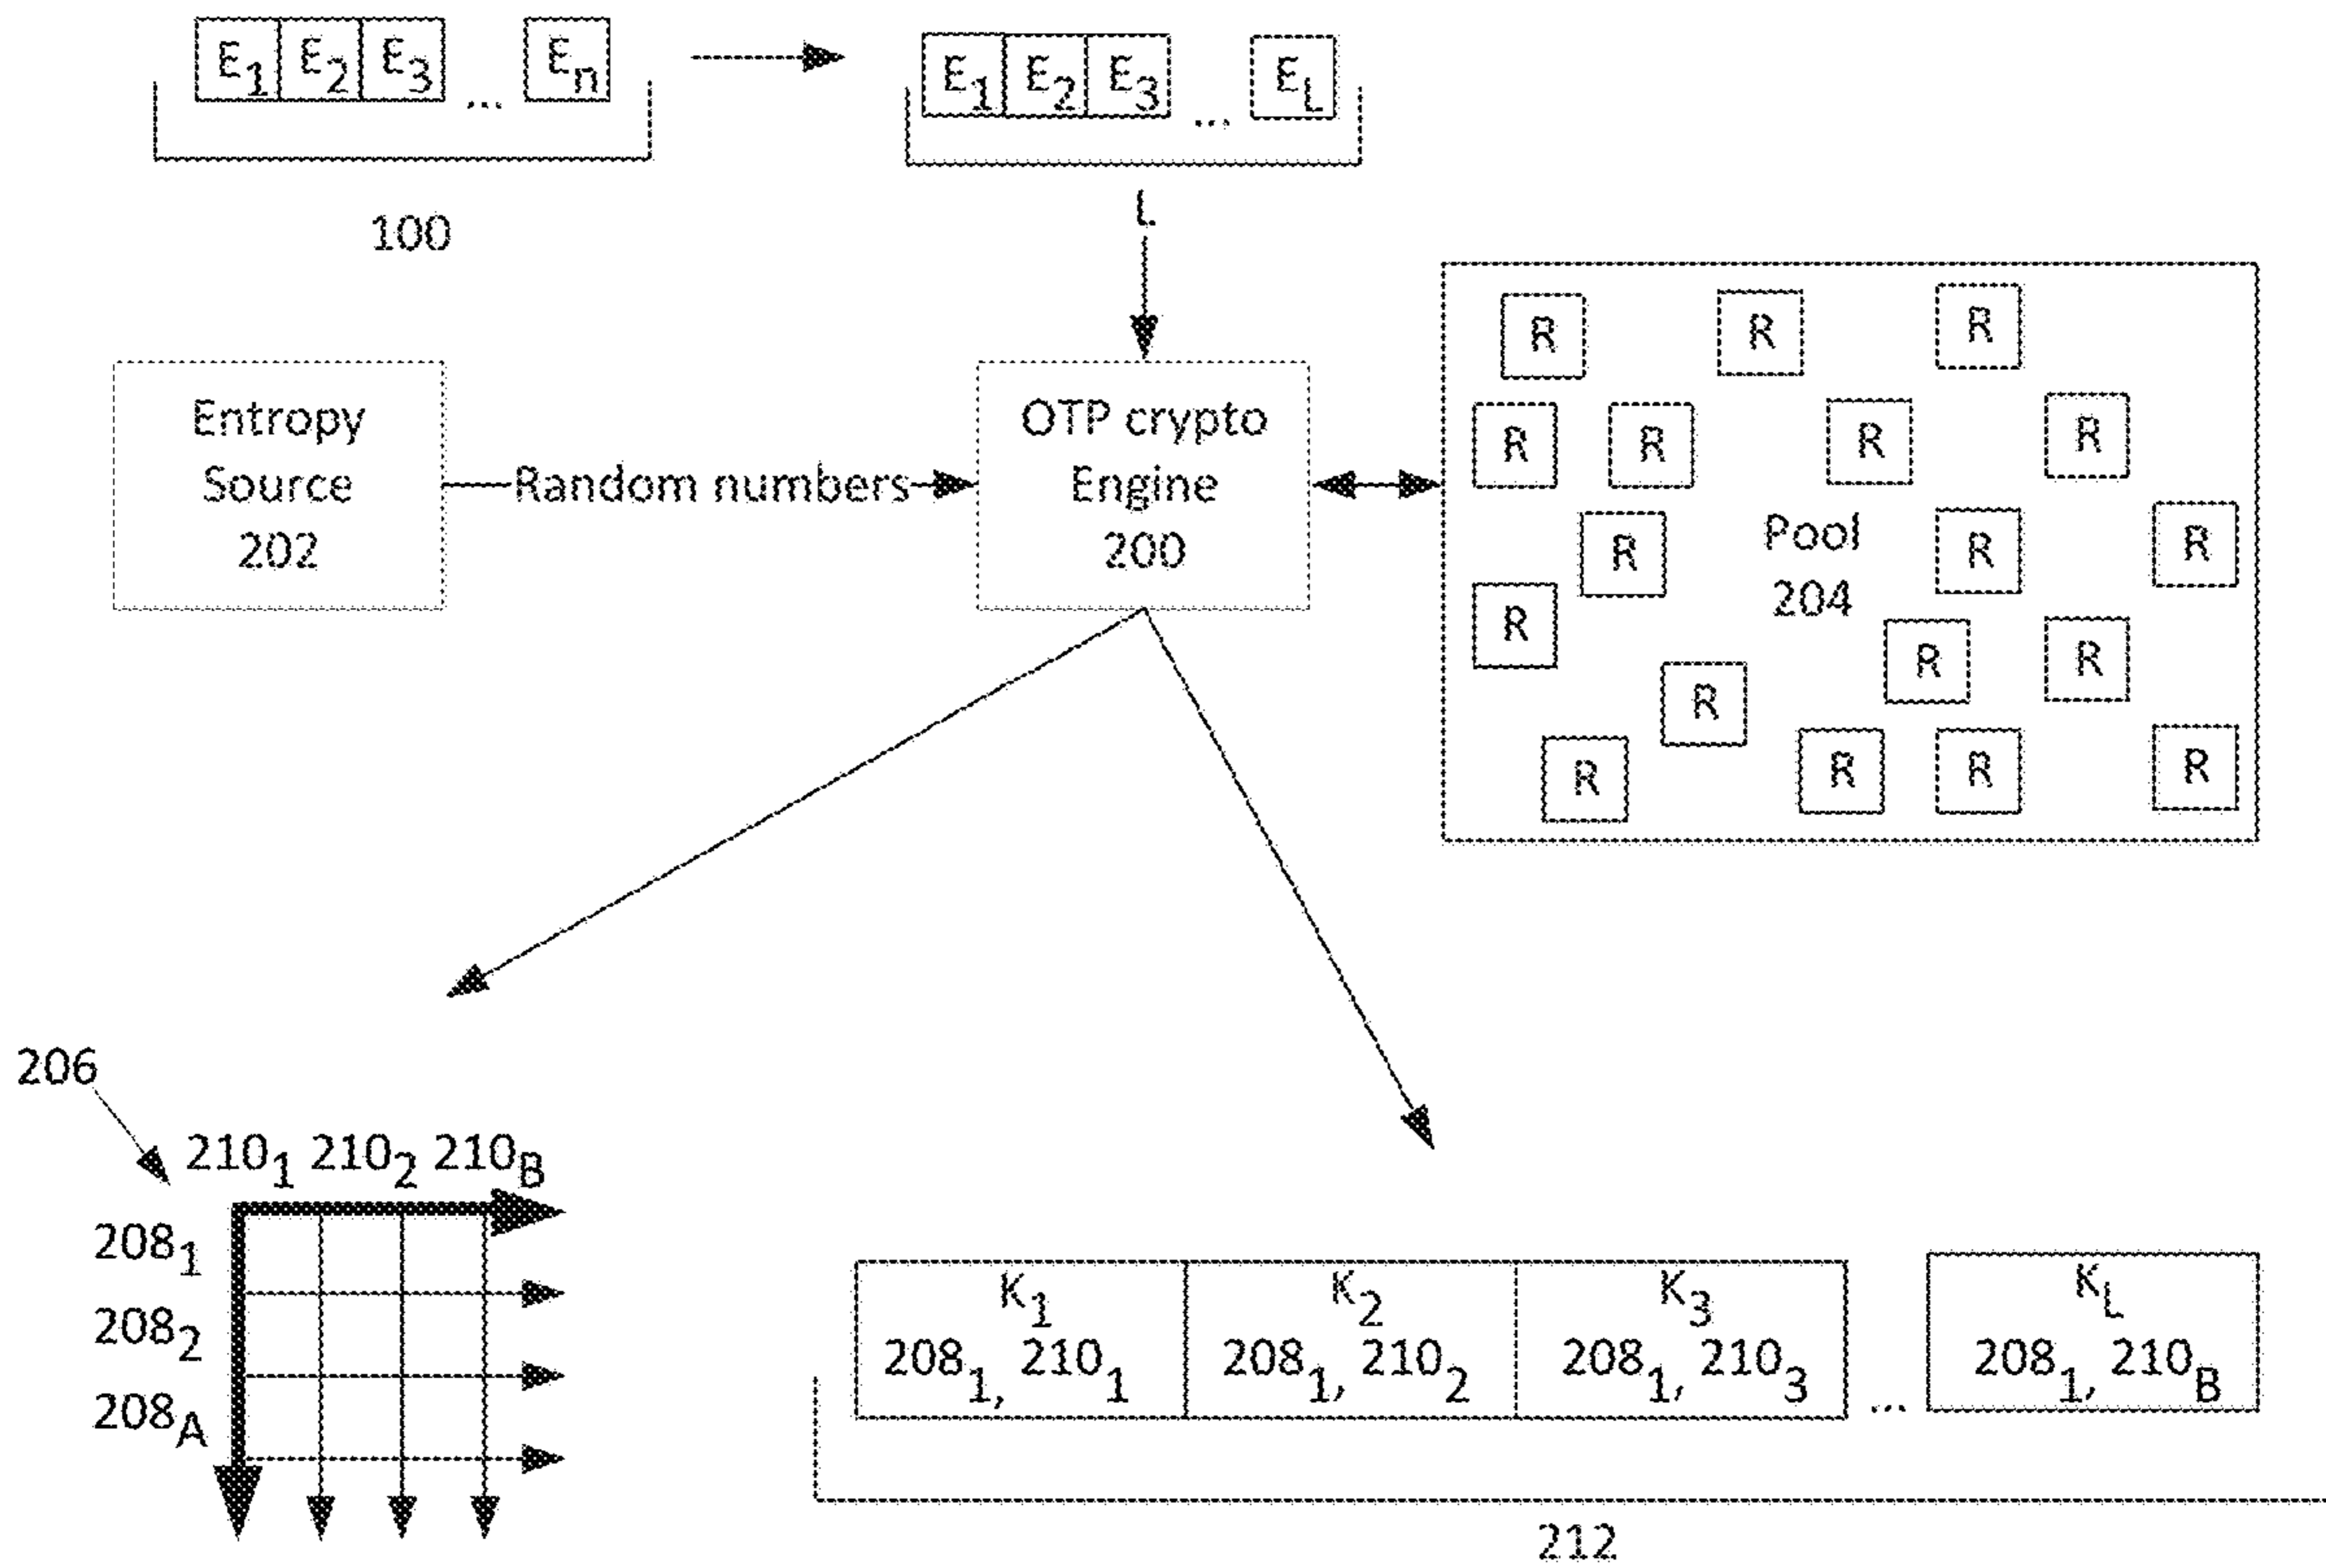 E1 E2 E3 ... En
E1 E2 E3 ... EL
100
L
Entropy
Source
202
Random numbers
OTP crypto
Engine
200
R R R
R R R R
R R R
Pool
204
R
R R
R
R R R R
206
2101 2102 210B
2081
2082
208A
K1
2081, 2101
K2
2081, 2102
K3
2081, 2103
...
KL
2081, 210B
212